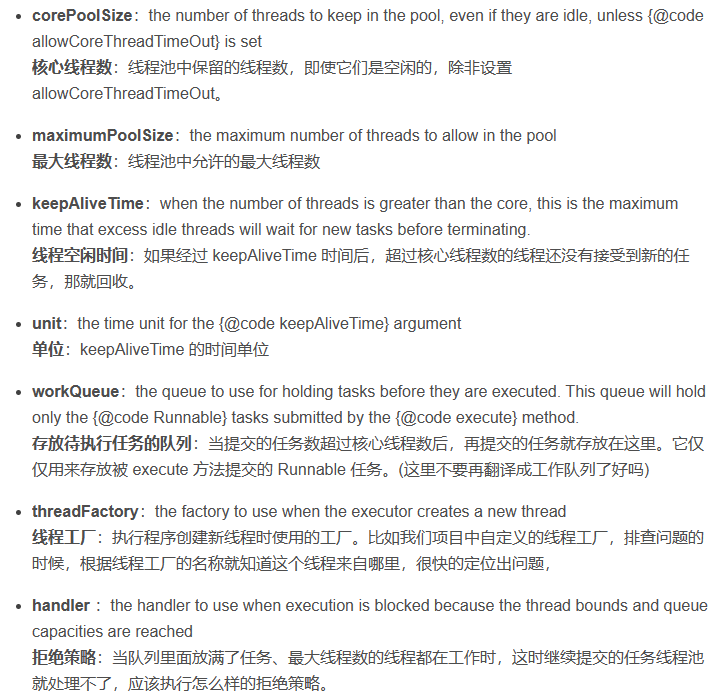 corePoolSize：the number of threads to keep in the pool, even if they are idle, unless {@code
allowCoreThreadTimeOut} is set
核心线程数：线程池中保留的线程数，即使它们是空闲的，除非设置
allowCoreThreadTimeOut。
maximumPoolSize：the maximum number of threads to allow in the pool
最大线程数：线程池中允许的最大线程数
keepAliveTime：when the number of threads is greater than the core, this is the maximum
time that excess idle threads will wait for new tasks before terminating.
线程空闲时间：如果经过 keepAliveTime 时间后，超过核心线程数的线程还没有接受到新的任
务，那就回收。
unit：the time unit for the {@code keepAliveTime} argument
单位：keepAliveTime 的时间单位
workQueue：the queue to use for holding tasks before they are executed. This queue will hold
only the {@code Runnable} tasks submitted by the {@code execute} method.
存放待执行任务的队列：当提交的任务数超过核心线程数后，再提交的任务就存放在这里。它仅
仅用来存放被 execute 方法提交的 Runnable 任务。(这里不要再翻译成工作队列了好吗)
threadFactory：the factory to use when the executor creates a new thread
线程工厂：执行程序创建新线程时使用的工厂。比如我们项目中自定义的线程工厂，排查问题的
时候，根据线程工厂的名称就知道这个线程来自哪里，很快的定位出问题，
handler ：the handler to use when execution is blocked because the thread bounds and queue
capacities are reached
拒绝策略：当队列里面放满了任务、最大线程数的线程都在工作时，这时继续提交的任务线程池
就处理不了，应该执行怎么样的拒绝策略。